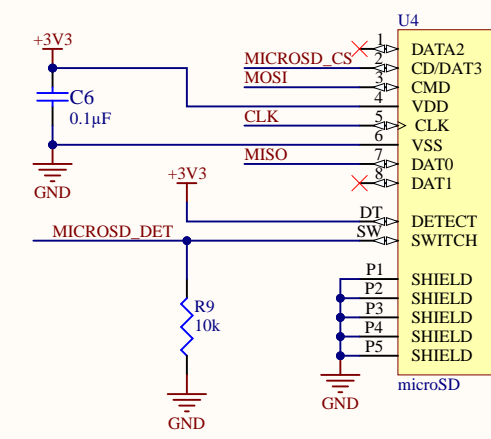 U4
+3V3
1 DATA2
MICROSD_CS 2 CD/DAT3
MOSI 3 CMD
C6 4 VDD
0.1µF CLK 5 CLK
6 VSS
MISO 7 DAT0
GND +3V3 8 DAT1
DT DETECT
MICROSD_DET SW SWITCH
P1 SHIELD
P2 SHIELD
R9 P3 SHIELD
10k P4 SHIELD
P5 SHIELD
microSD
GND GND